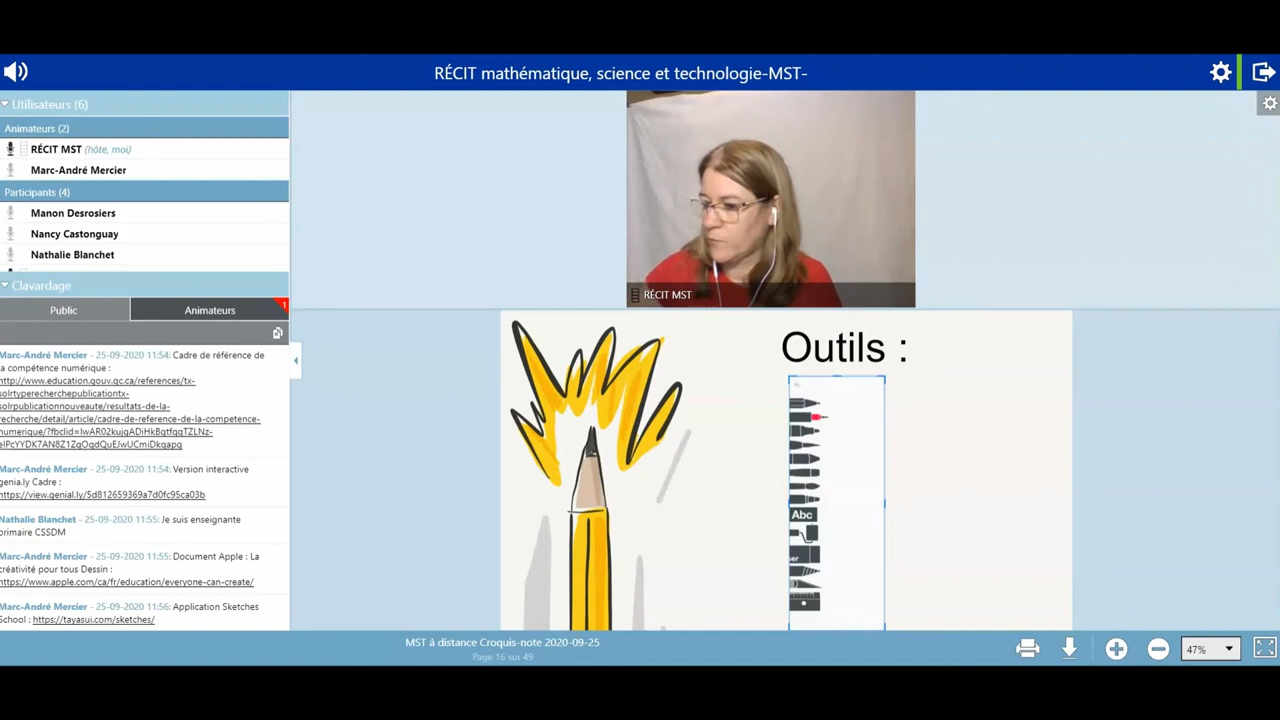 RÉCIT mathématique, science et technologie-MST-
Utilisateurs (6)
Animateurs (2)
RÉCIT MST (hôte, moi)
Marc-André Mercier
Participants (4)
Manon Desrosiers
Nancy Castonguay
Nathalie Blanchet
Clavardage
Public
Animateurs
1
Marc-André Mercier - 25-09-2020 11:54: Cadre de référence de
la compétence numérique :
http://www.education.gouv.qc.ca/references/tx-
solrtyperecherchepublicationtx-
solrpublicationnouveaute/resultats-de-la-
recherche/detail/article/cadre-de-reference-de-la-competence-
Marc-André Mercier - 25-09-2020 11:54: Version interactive
genia.ly Cadre :
https://view.genial.ly/5d812659369a7d0fc95ca03b
Nathalie Blanchet - 25-09-2020 11:55: Je suis enseignante
primaire CSSDM
Marc-André Mercier - 25-09-2020 11:55: Document Apple : La
créativité pour tous Dessin :
https://www.apple.com/ca/fr/education/everyone-can-create/
Marc-André Mercier - 25-09-2020 11:56: Application Sketches
School : https://tayasui.com/sketches/
RÉCIT MST
Outils :
Abc
MST à distance Croquis-note 2020-09-25
Page 16 sur 49
47%